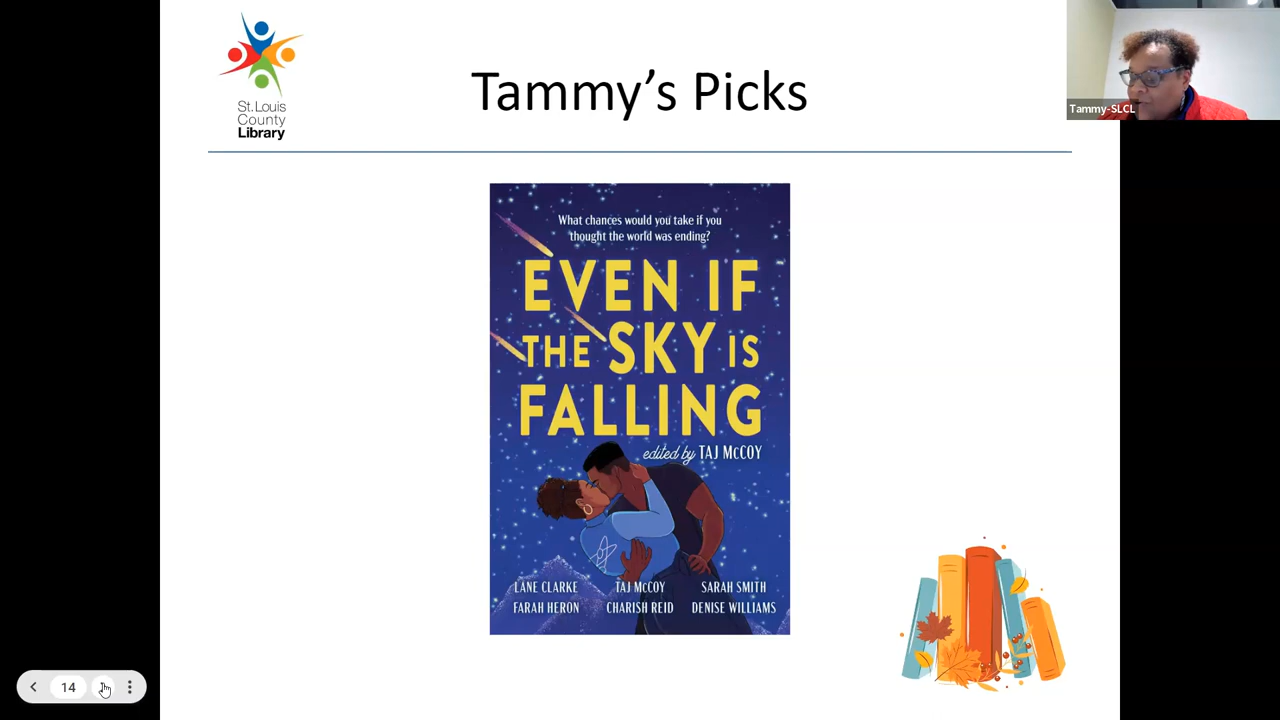 St.Louis
County
Library
Tammy's Picks
Tammy-SLCL
What chances would you take if you
thought the world was ending?
EVEN IF
THE SKY IS
FALLING
edited by TAJ McCOY
LANE CLARKE TAJ McCOY SARAH SMITH
FARAH HERON CHARISH REID DENISE WILLIAMS
14